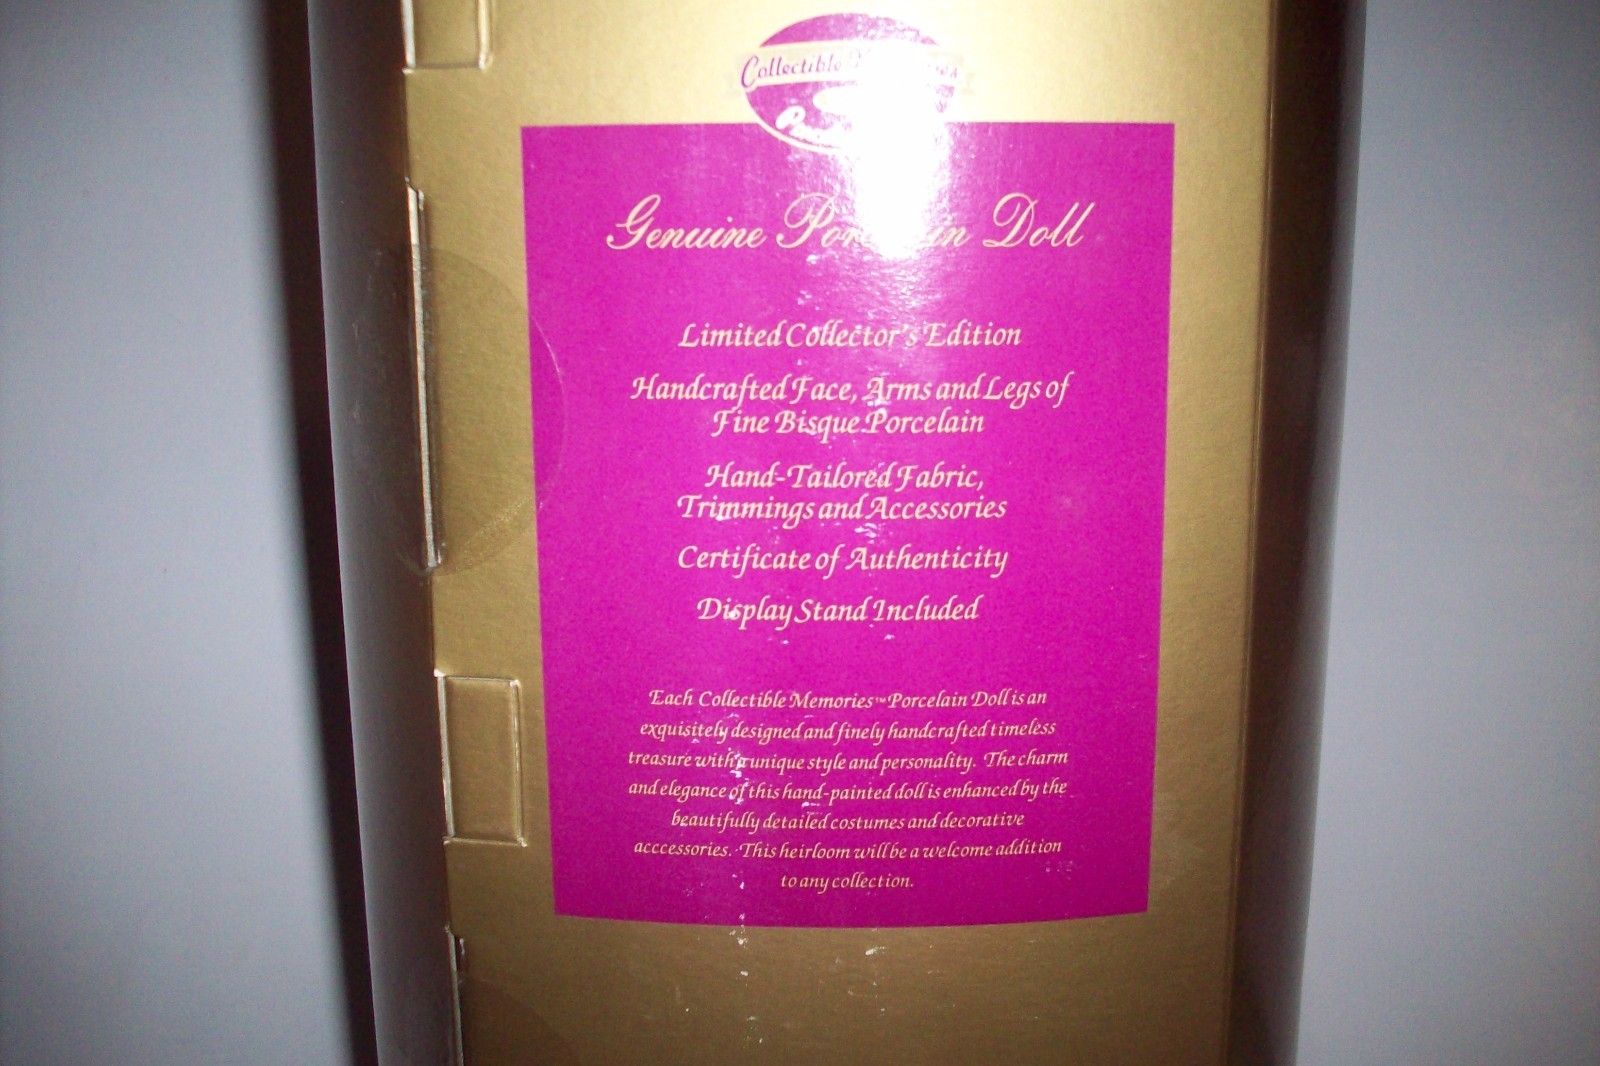 Collectible
Genuine Porcelain Doll
Limited Collector's Edition
Handcrafted Face, Arms and Legs of
Fine Bisque Porcelain
Hand-Tailored Fabric,
Trimmings and Accessories
Certificate of Authenticity
Display Stand Included
Each Collectible Memories™ Porcelain Doll is an
exquisitely designed and finely handcrafted timeless
treasure with a unique style and personality. The charm
and elegance of this hand-painted doll is enhanced by the
beautifully detailed costumes and decorative
acccessories. This heirloom will be a welcome addition
to any collection.